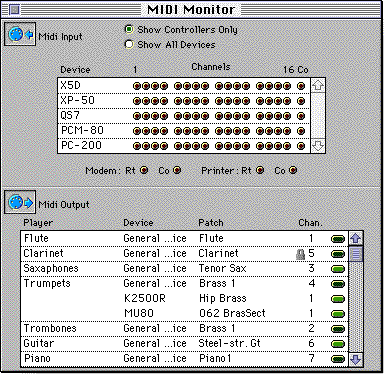 MIDI Monitor
Midi Input
Show Controllers Only
Show All Devices
Device 1 Channels 16 Co
X5D
XP-50
QS7
PCM-80
PC-200
Modem: Rt Co Printer: Rt Co
Midi Output
Player Device Patch Chan.
Flute General ...ice Flute 1
Clarinet General ...ice Clarinet 5
Saxaphones General ...ice Tenor Sax 3
Trumpets General ...ice Brass 1 4
K2500R Hip Brass 1
MU80 062 BrasSect 1
Trombones General ...ice Brass 1 2
Guitar General ...ice Steel-str. Gt 6
Piano General ...ice Piano1 7